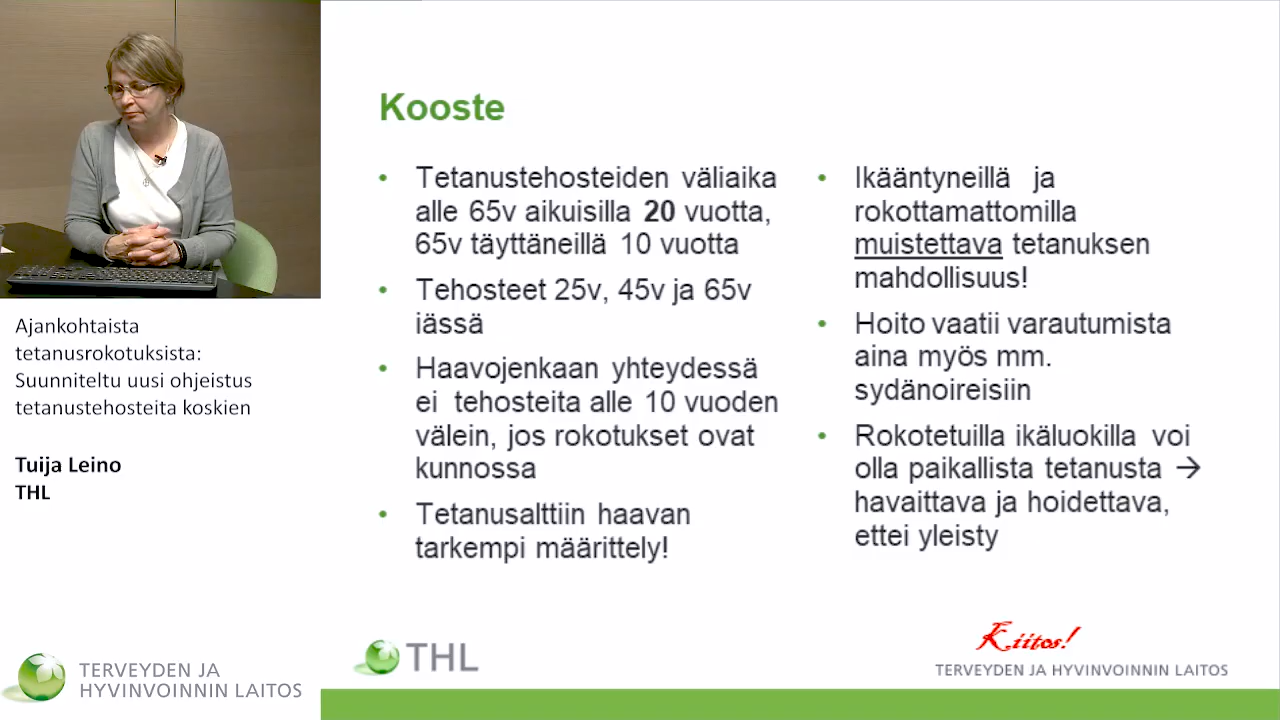 Ajankohtaista
tetanusrokotuksista:
Suunniteltu uusi ohjeistus
tetanustehosteita koskien
Tuija Leino
THL
TERVEYDEN JA
HYVINVOINNIN LAITOS
Kooste
• Tetanustehosteiden väliaika
alle 65v aikuisilla 20 vuotta,
65v täyttäneillä 10 vuotta
• Tehosteet 25v, 45v ja 65v
iässä
• Haavojenkaan yhteydessä
ei tehosteita alle 10 vuoden
välein, jos rokotukset ovat
kunnossa
• Tetanusalttiin haavan
tarkempi määrittely!
• Ikääntyneillä ja
rokottamattomilla
muistettava tetanuksen
mahdollisuus!
• Hoito vaatii varautumista
aina myös mm.
sydänoireisiin
• Rokotetuilla ikäluokilla voi
olla paikallista tetanusta →
havaittava ja hoidettava,
ettei yleisty
THL
Kiitos!
TERVEYDEN JA HYVINVOINNIN LAITOS